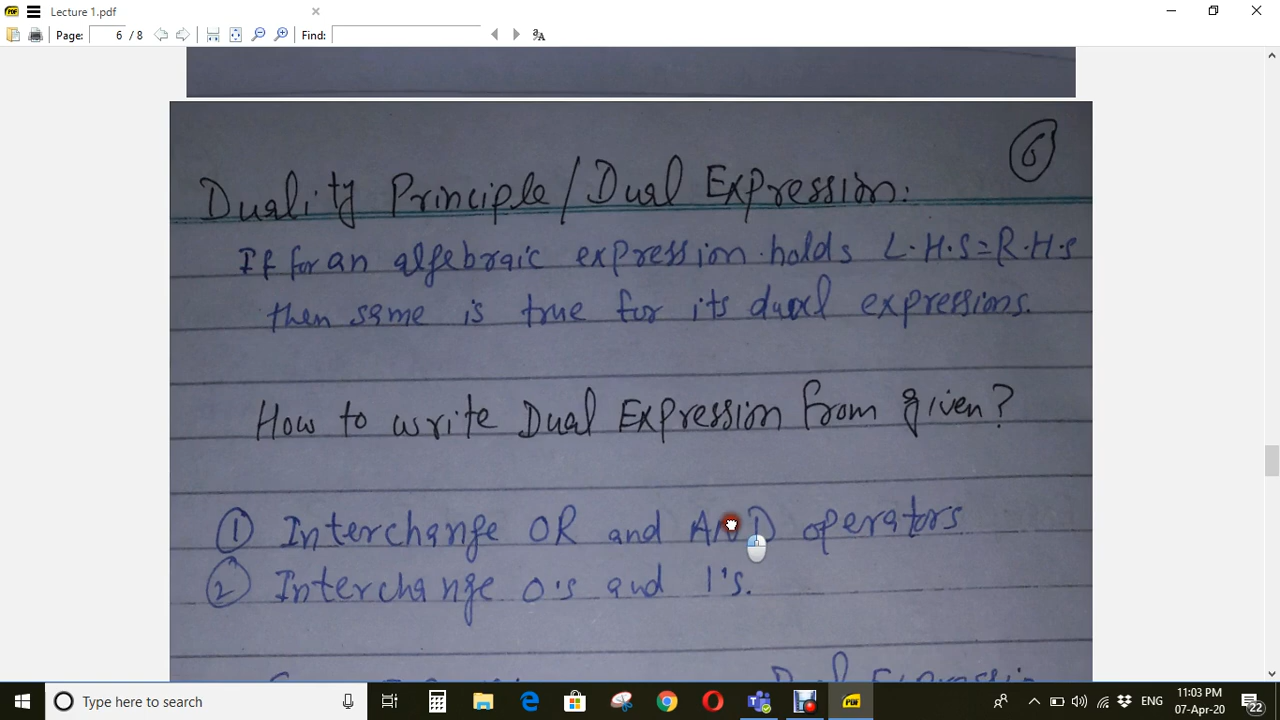 Lecture 1.pdf
Page: 6 / 8 Find:
6
Duality Principle / Dual Expression:
If for an algebraic expression holds L.H.S = R.H.S
then same is true for its dual expressions.
How to write Dual Expression from given?
① Interchange OR and AND operators
② Interchange 0's and 1's.
Dual Expression
Type here to search
ENG
11:03 PM
07-Apr-20
22